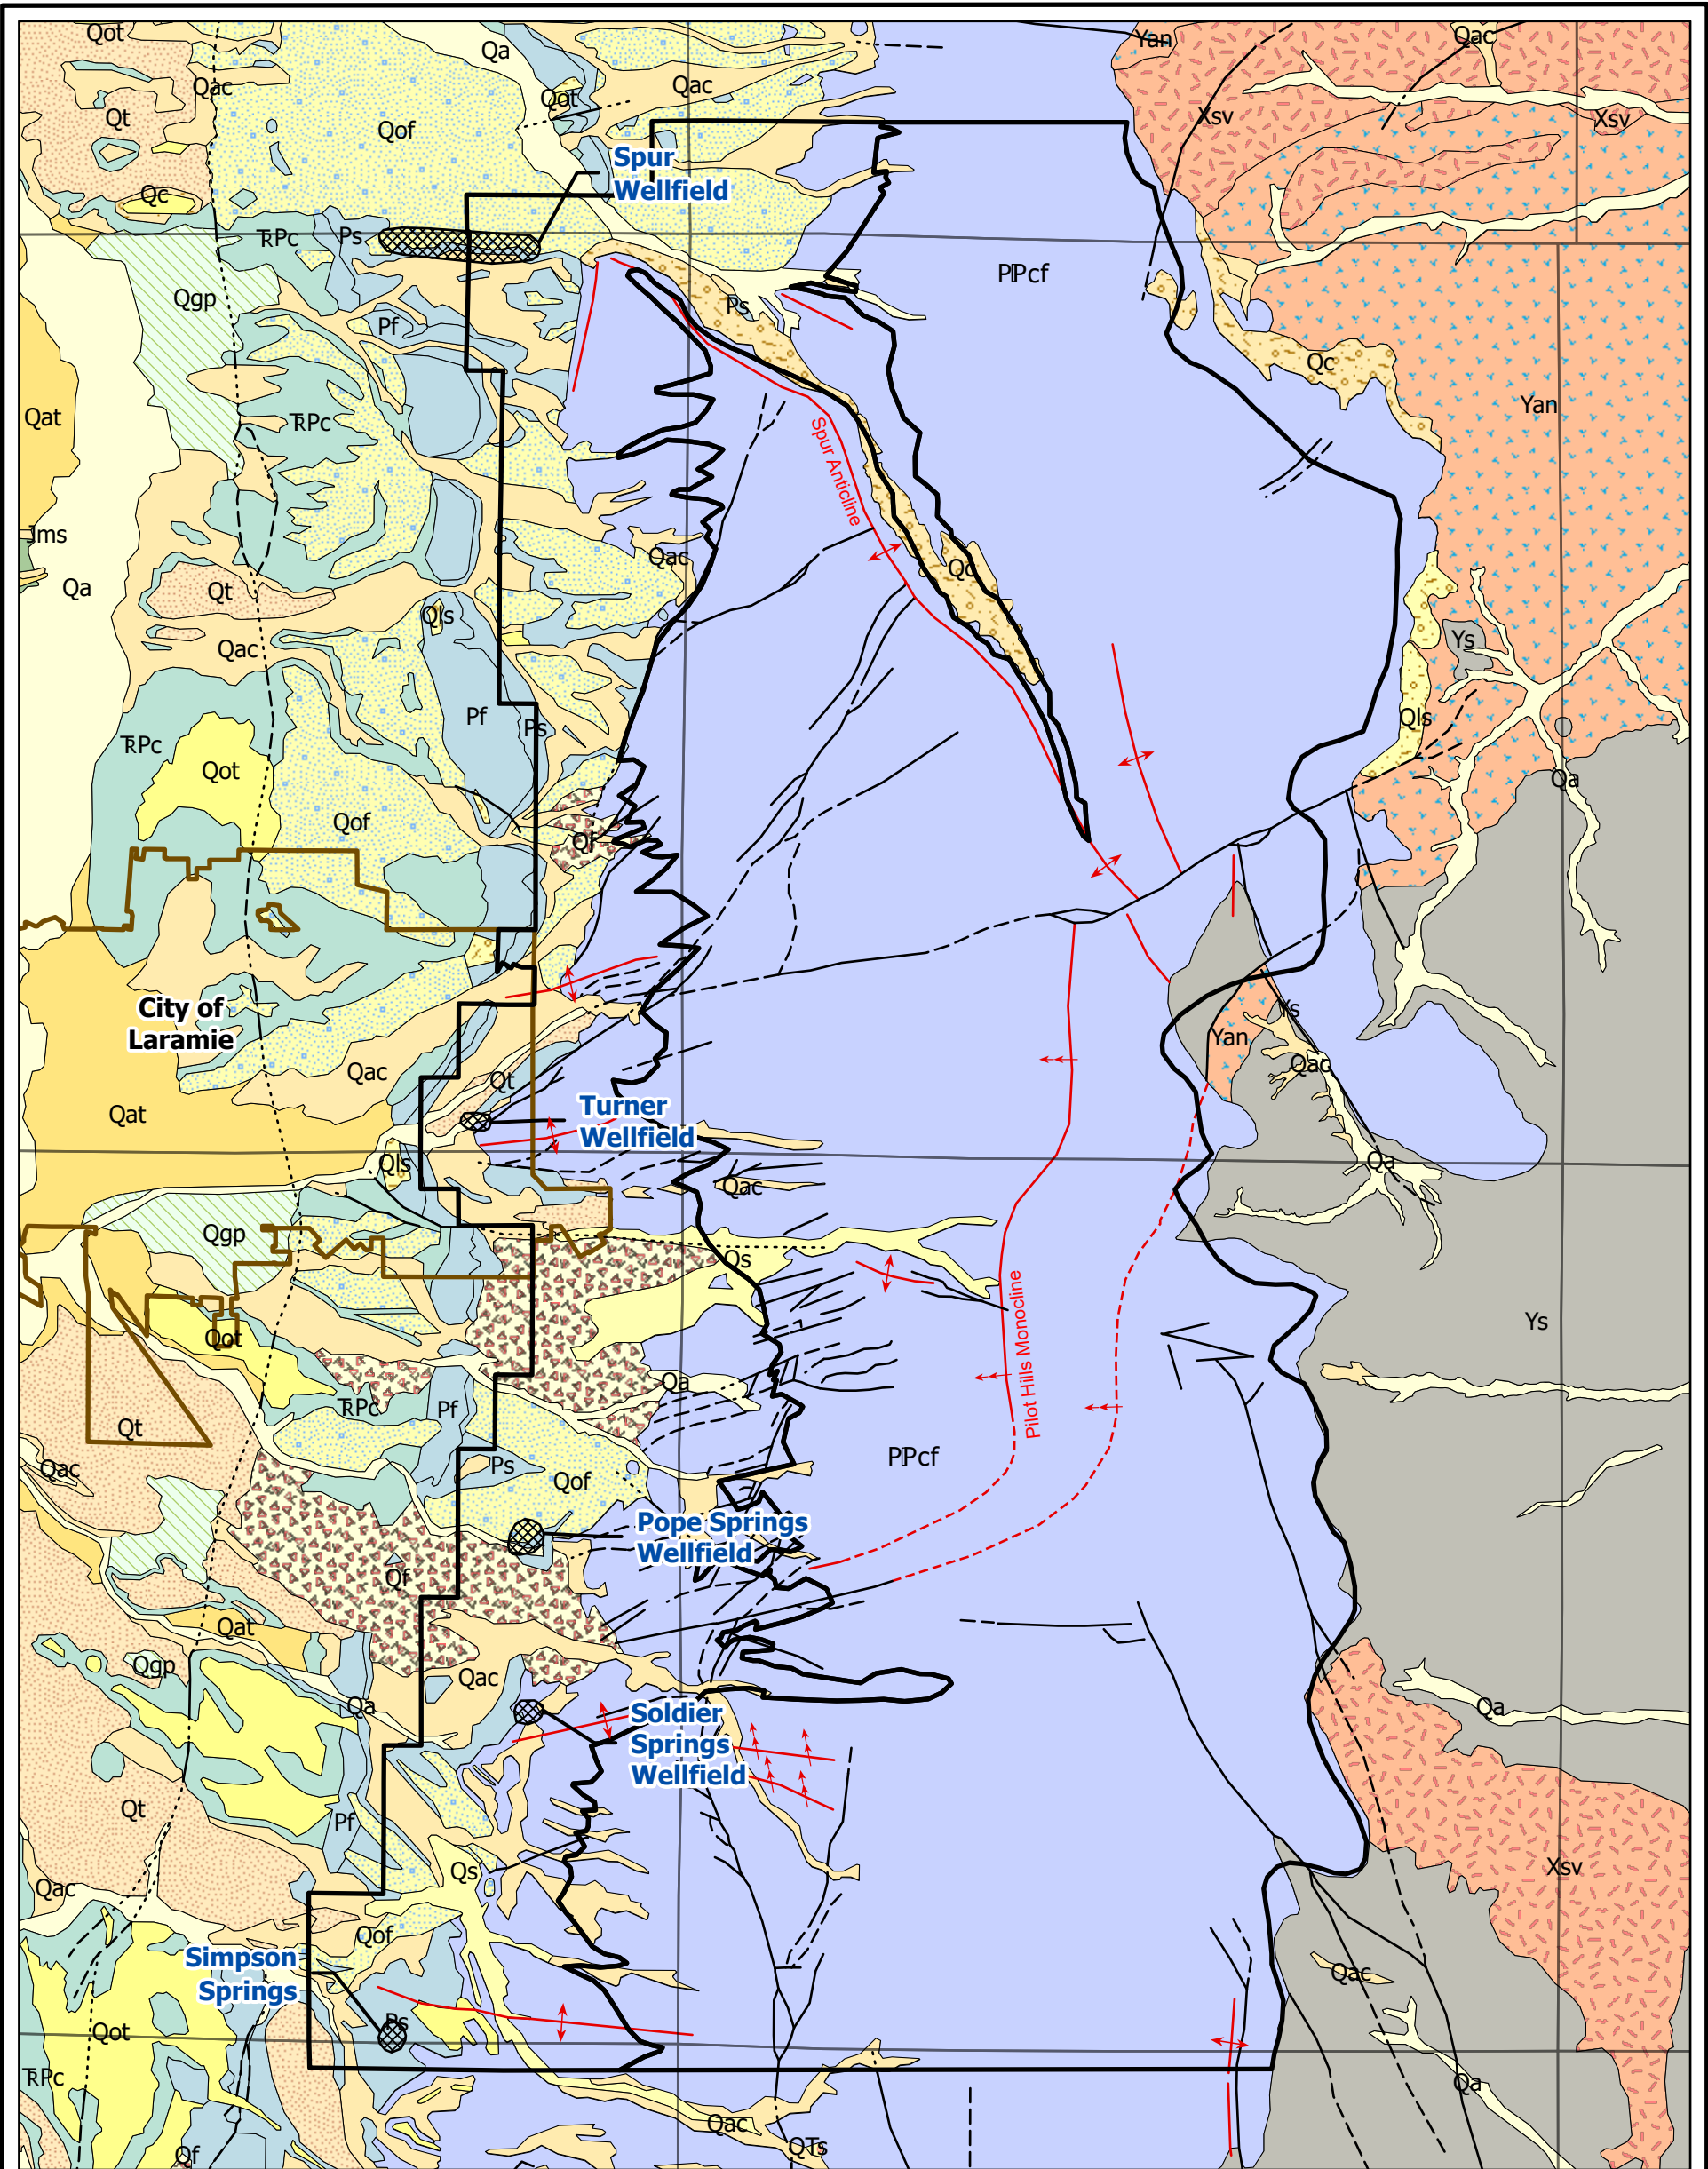 Qot
Qa
Yan
Qac
Qac
Qot
Qac
Qt
Qof
Xsv
Xsv
Spur
Wellfield
Qc
TRPc
Ps
PPcf
Qgp
Ps
Pf
Qc
Qat
TRPc
Yan
Spur Anticline
Jms
Qac
Qc
Qa
Qt
Qls
Qac
Ys
Pf
Ps
Qls
TRPc
Qot
Qa
Qof
Qf
City of
Laramie
Ys
Yan
Qac
Qac
Qt
Qat
Turner
Wellfield
Qls
Qa
Qac
Qgp
Qs
Pilot Hills Monocline
Ys
Qot
Qa
TRPc
Pf
Qt
PPcf
Qac
Ps
Qof
Pope Springs
Wellfield
Qf
Qat
Qgp
Qac
Qa
Qa
Soldier
Springs
Wellfield
Qt
Pf
Xsv
Qs
Qac
Qof
Simpson
Springs
Qac
Ps
Qot
TRPc
Qa
Qac
QTs
Qf